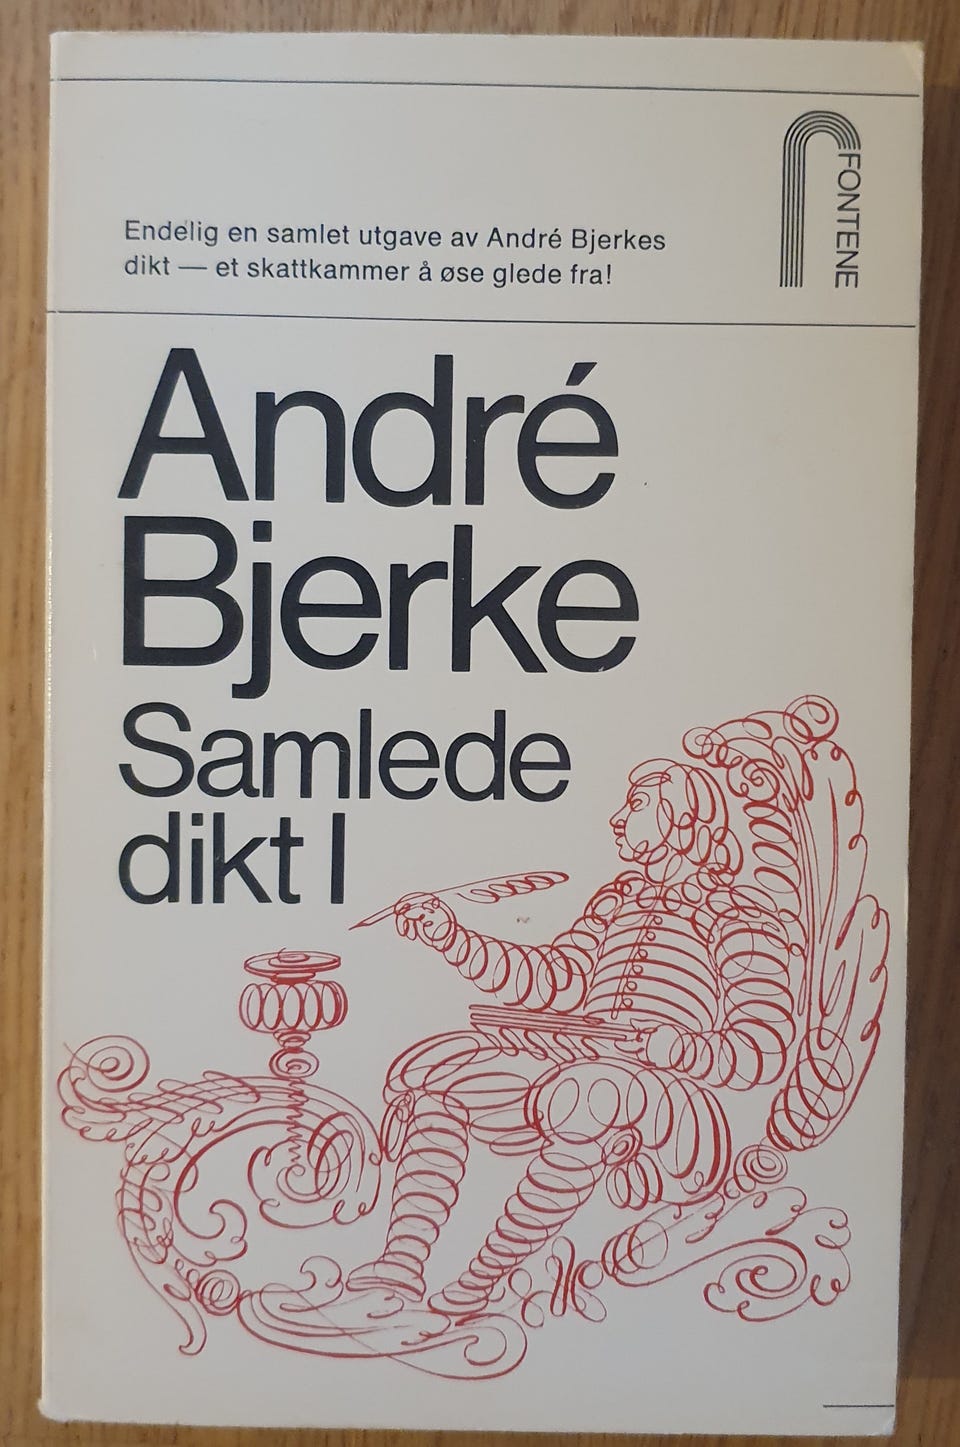 FONTENE
Endelig en samlet utgave av André Bjerkes
dikt — et skattkammer å øse glede fra!
André
Bjerke
Samlede
dikt I